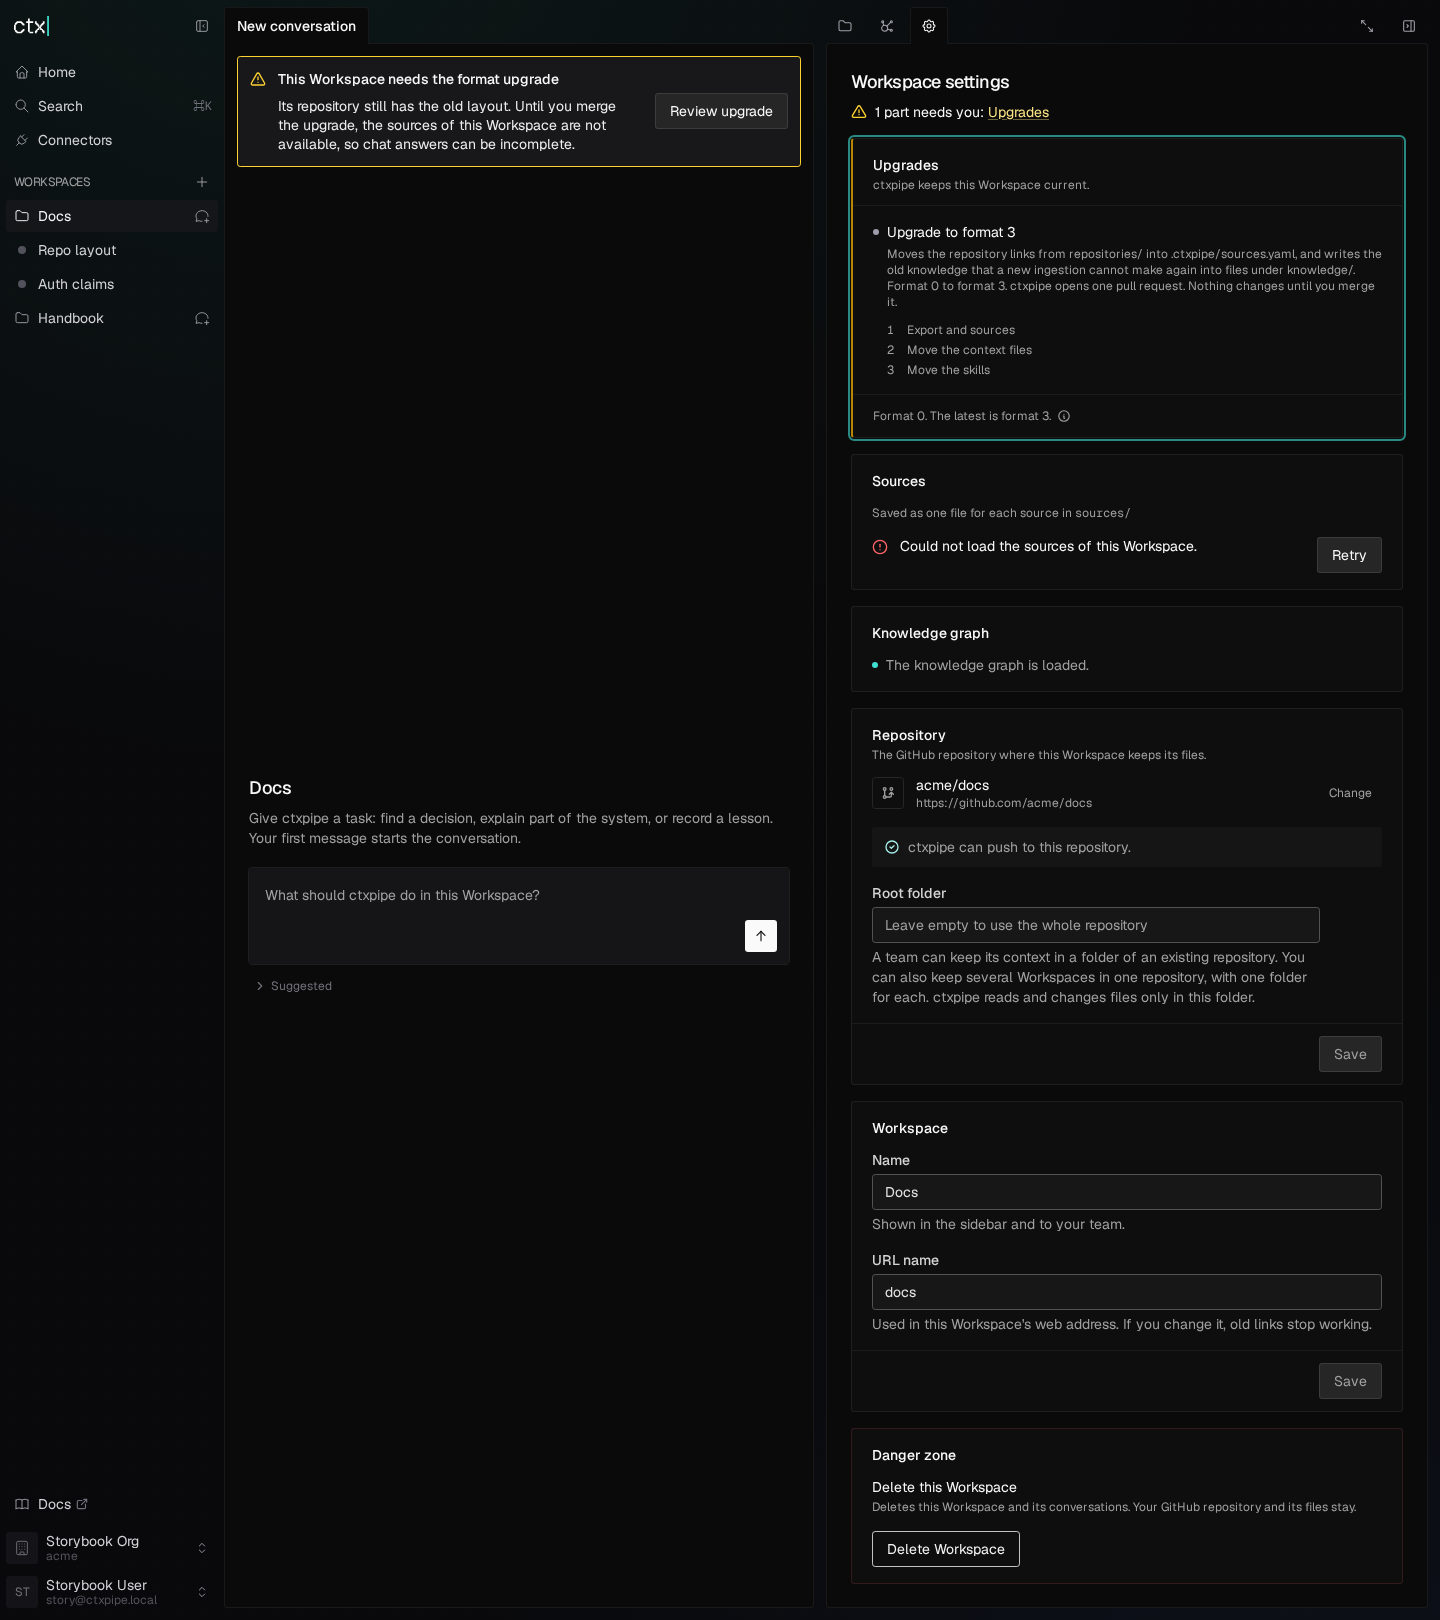 ctx
Home
Search ⌘K
Connectors
WORKSPACES
Docs
Repo layout
Auth claims
Handbook
Docs
Storybook Org
acme
ST
Storybook User
story@ctxpipe.local
New conversation
This Workspace needs the format upgrade
Its repository still has the old layout. Until you merge
the upgrade, the sources of this Workspace are not
available, so chat answers can be incomplete.
Review upgrade
Docs
Give ctxpipe a task: find a decision, explain part of the system, or record a lesson.
Your first message starts the conversation.
What should ctxpipe do in this Workspace?
Suggested
Workspace settings
1 part needs you: Upgrades
Upgrades
ctxpipe keeps this Workspace current.
Upgrade to format 3
Moves the repository links from repositories/ into .ctxpipe/sources.yaml, and writes the
old knowledge that a new ingestion cannot make again into files under knowledge/.
Format 0 to format 3. ctxpipe opens one pull request. Nothing changes until you merge
it.
1 Export and sources
2 Move the context files
3 Move the skills
Format 0. The latest is format 3.
Sources
Saved as one file for each source in sources/
Could not load the sources of this Workspace.
Retry
Knowledge graph
The knowledge graph is loaded.
Repository
The GitHub repository where this Workspace keeps its files.
acme/docs
https://github.com/acme/docs
Change
ctxpipe can push to this repository.
Root folder
Leave empty to use the whole repository
A team can keep its context in a folder of an existing repository. You
can also keep several Workspaces in one repository, with one folder
for each. ctxpipe reads and changes files only in this folder.
Save
Workspace
Name
Docs
Shown in the sidebar and to your team.
URL name
docs
Used in this Workspace's web address. If you change it, old links stop working.
Save
Danger zone
Delete this Workspace
Deletes this Workspace and its conversations. Your GitHub repository and its files stay.
Delete Workspace